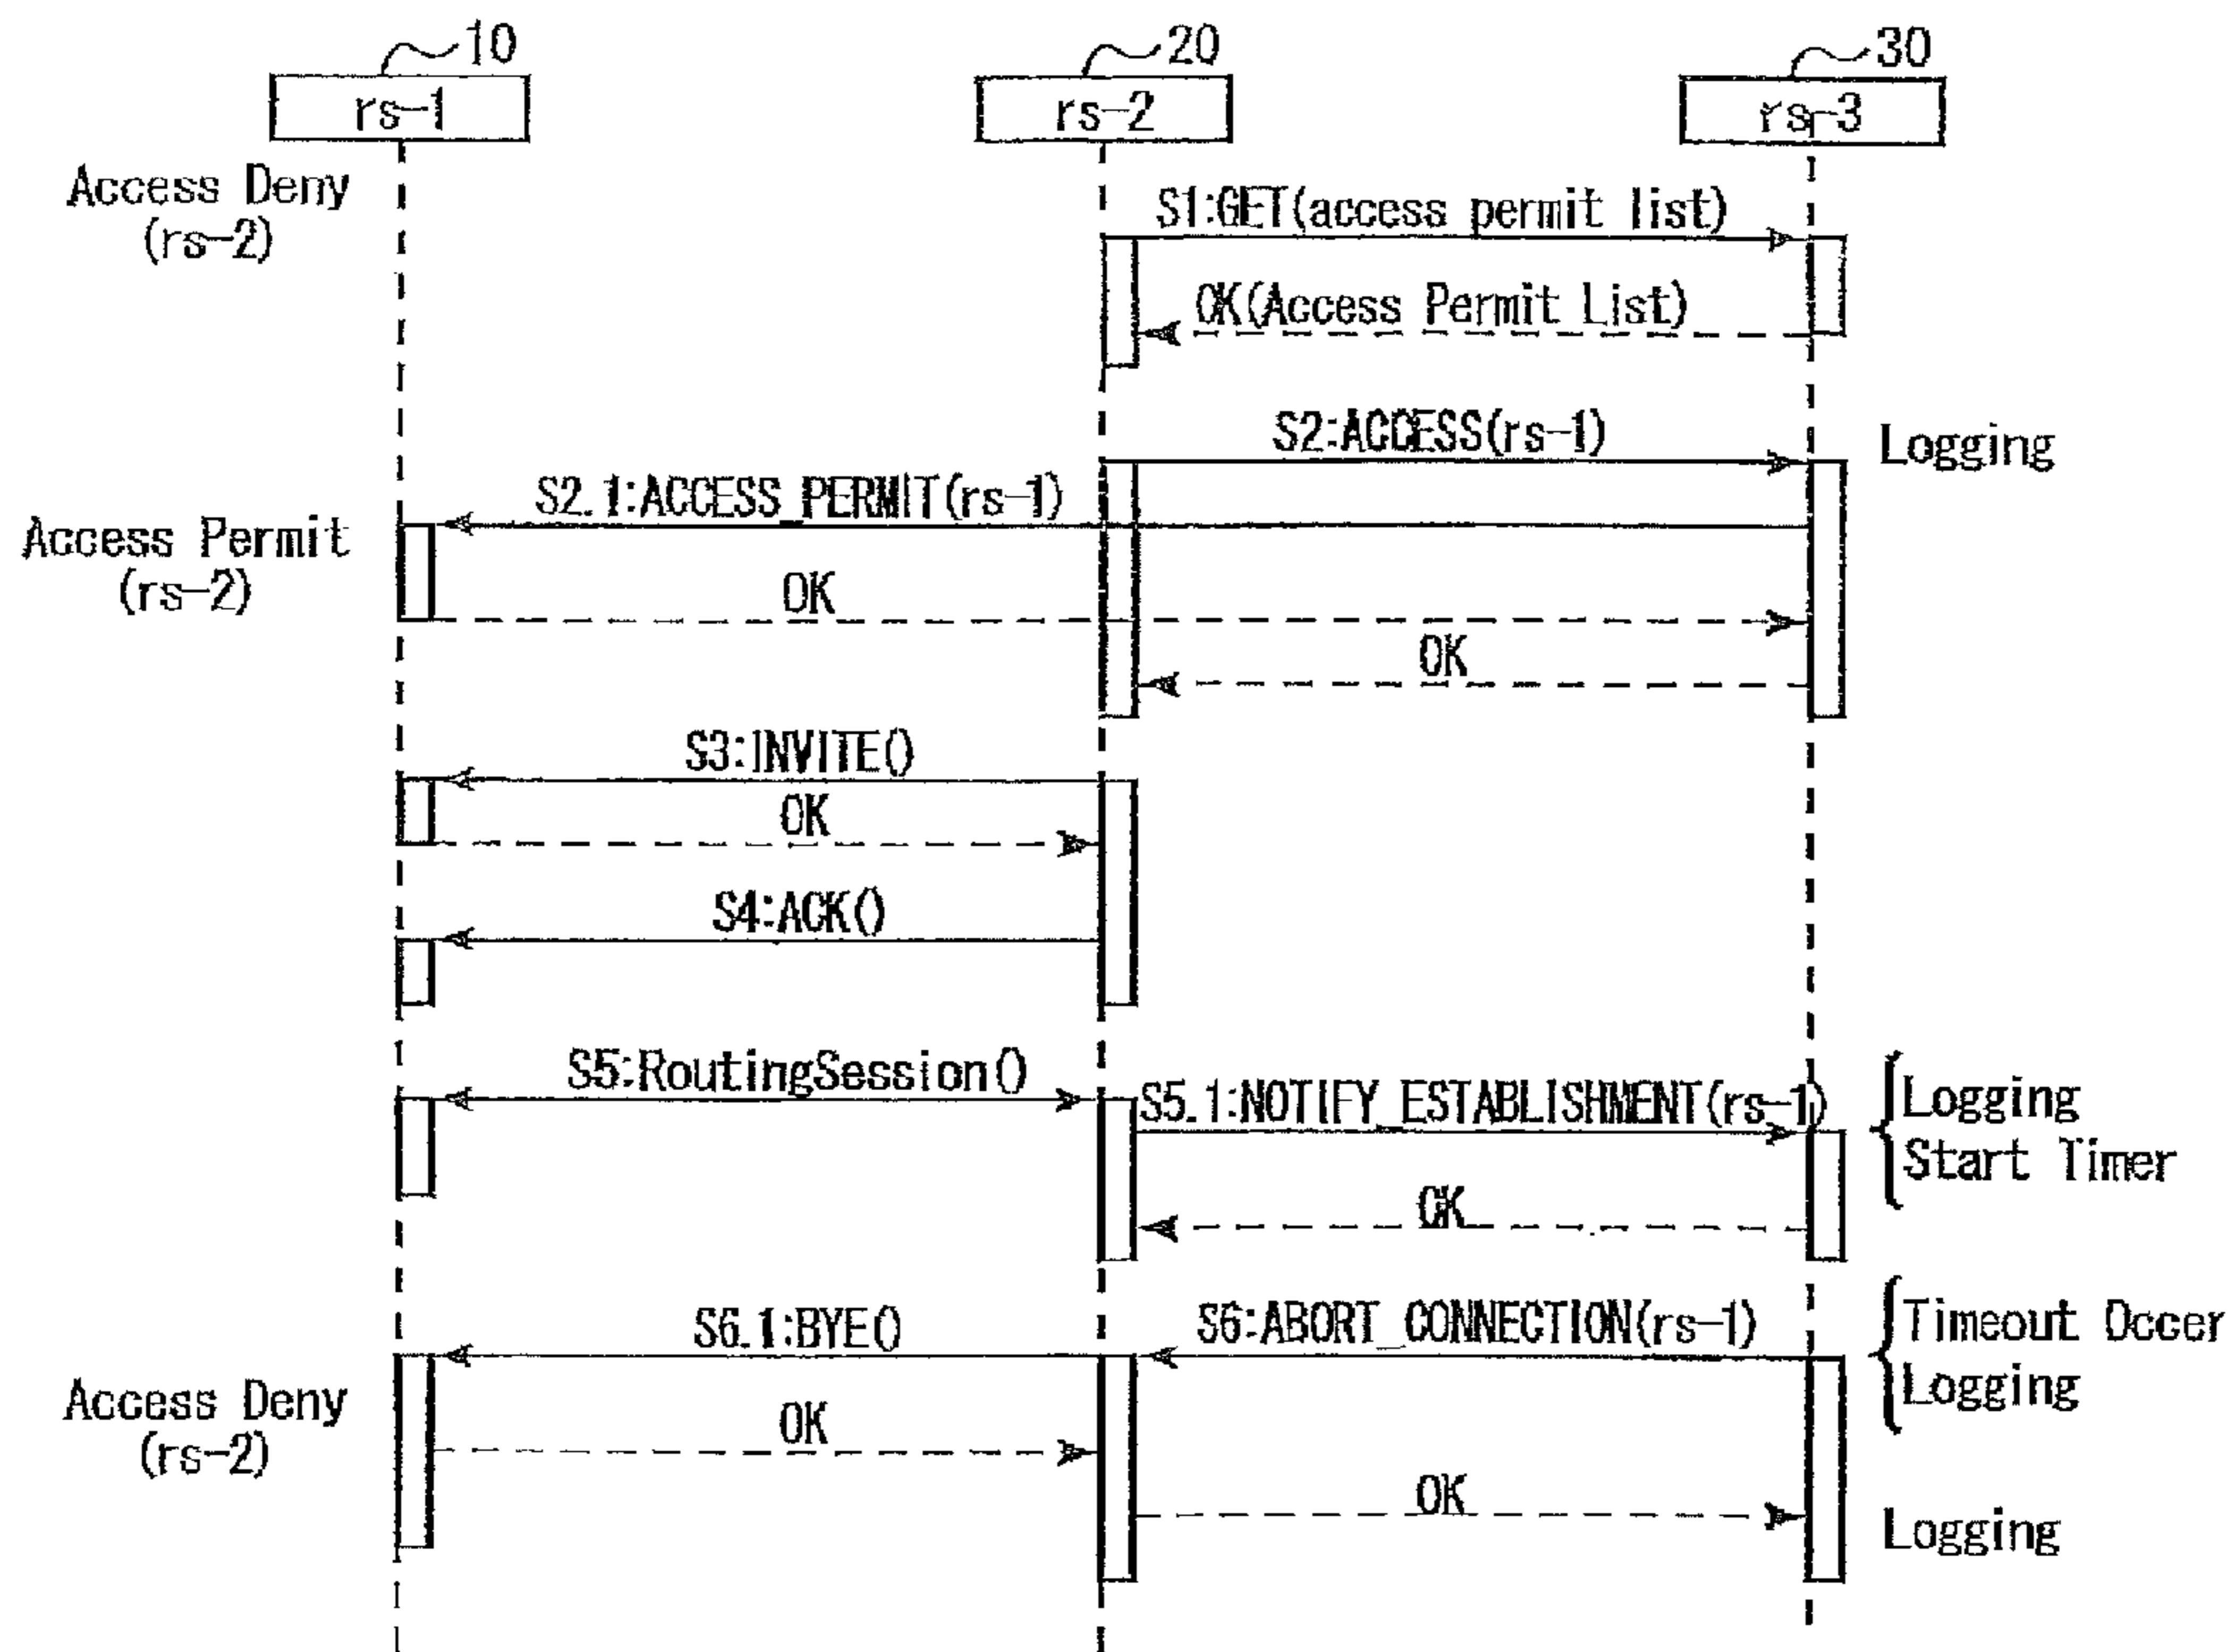 10
20
30
rs-1
rs-2
rs-3
Access Deny
(rs-2)
S1:GET(access permit list)
OK(Access Permit List)
S2:ACCESS(rs-1)
Logging
S2.1:ACCESS_PERMIT(rs-1)
Access Permit
(rs-2)
OK
OK
S3:INVITE()
OK
S4:ACK()
S5:RoutingSession()
S5.1:NOTIFY_ESTABLISHMENT(rs-1)
Logging
Start Timer
OK
S6.1:BYE()
S6:ABORT_CONNECTION(rs-1)
Timeout Occer
Logging
Access Deny
(rs-2)
OK
OK
Logging